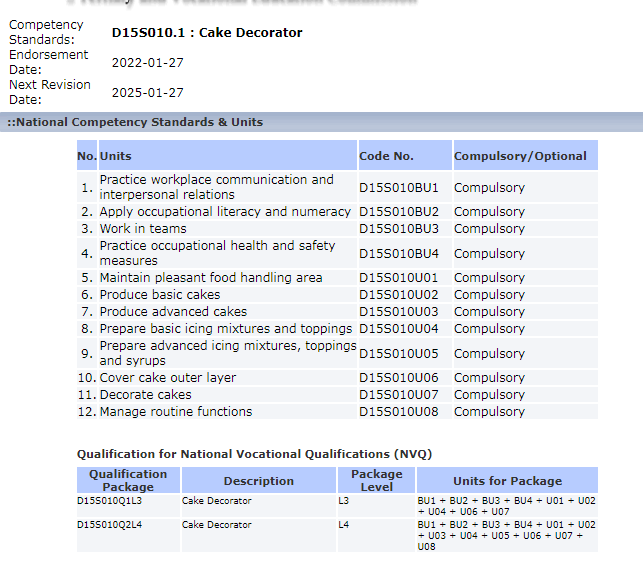 :: Tertiary and Vocational Education Commission
Competency
Standards:
D15S010.1 : Cake Decorator
Endorsement
Date:
2022-01-27
Next Revision
Date:
2025-01-27
::National Competency Standards & Units
No. Units Code No. Compulsory/Optional
1. Practice workplace communication and
interpersonal relations D15S010BU1 Compulsory
2. Apply occupational literacy and numeracy D15S010BU2 Compulsory
3. Work in teams D15S010BU3 Compulsory
4. Practice occupational health and safety
measures D15S010BU4 Compulsory
5. Maintain pleasant food handling area D15S010U01 Compulsory
6. Produce basic cakes D15S010U02 Compulsory
7. Produce advanced cakes D15S010U03 Compulsory
8. Prepare basic icing mixtures and toppings D15S010U04 Compulsory
9. Prepare advanced icing mixtures, toppings
and syrups D15S010U05 Compulsory
10. Cover cake outer layer D15S010U06 Compulsory
11. Decorate cakes D15S010U07 Compulsory
12. Manage routine functions D15S010U08 Compulsory
Qualification for National Vocational Qualifications (NVQ)
Qualification
Package Description Package
Level Units for Package
D15S010Q1L3 Cake Decorator L3 BU1 + BU2 + BU3 + BU4 + U01 + U02
+ U04 + U06 + U07
D15S010Q2L4 Cake Decorator L4 BU1 + BU2 + BU3 + BU4 + U01 + U02
+ U03 + U04 + U05 + U06 + U07 +
U08